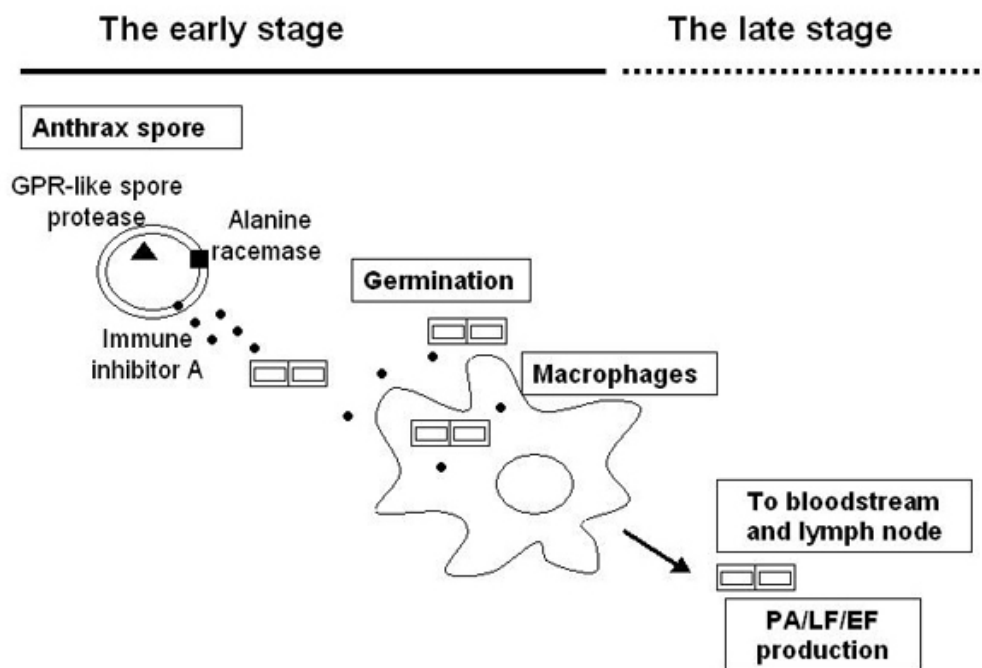 The early stage
The late stage
Anthrax spore
GPR-like spore
protease
Alanine
racemase
Immune
inhibitor A
Germination
Macrophages
To bloodstream
and lymph node
PA/LF/EF
production